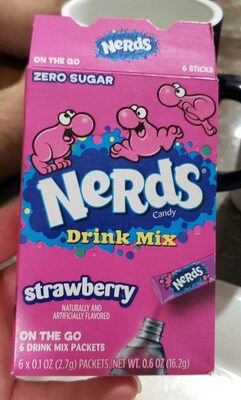 NERDS
ON THE GO
6 STICKS
ZERO SUGAR
NERDS
Candy
Drink Mix
strawberry
NATURALLY AND
ARTIFICIALLY FLAVORED
NERDS
ON THE GO
6 DRINK MIX PACKETS
6 x 0.1 OZ (2.7g) PACKETS NET WT. 0.6 OZ (16.2g)